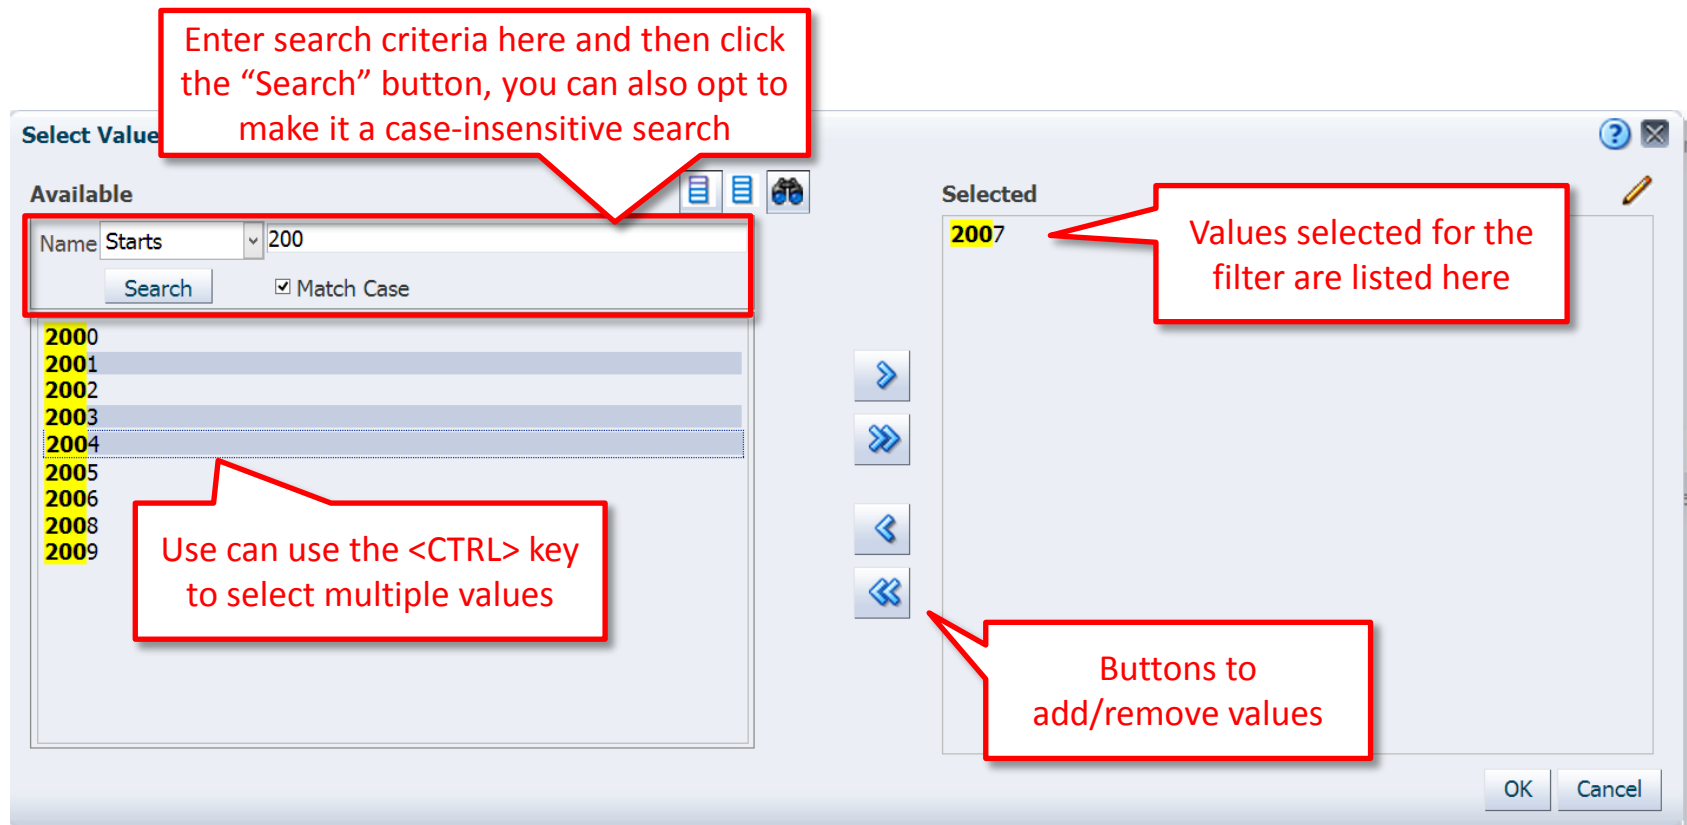 Enter search criteria here and then click
the “Search” button, you can also opt to
make it a case-insensitive search
Select Value
Available
Selected
Name Starts 200
Search Match Case
2007
Values selected for the
filter are listed here
2000
2001
2002
2003
2004
2005
2006
2008
2009
Use can use the <CTRL> key
to select multiple values
Buttons to
add/remove values
OK Cancel